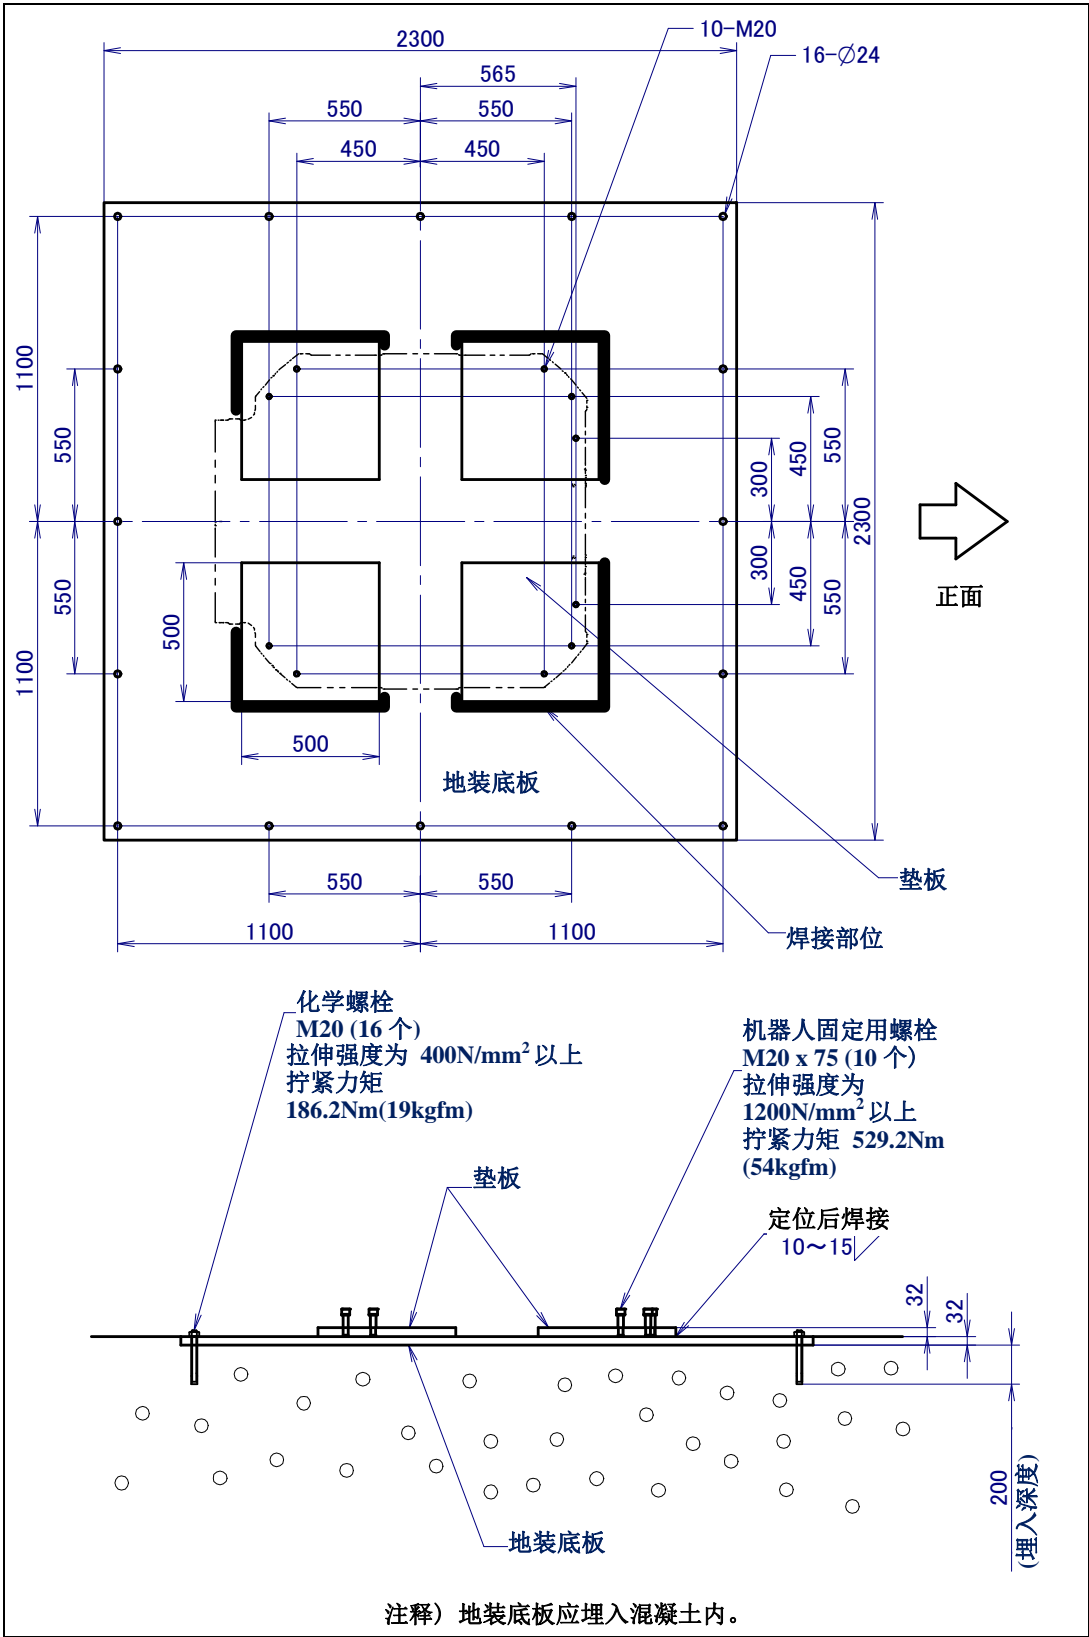 2300
10-M20
16-∅24
565
550
550
450
450
1100
550
550
1100
300
450
550
2300
300
450
550
正面
500
500
地装底板
垫板
550
550
1100
1100
焊接部位
化学螺栓
M20 (16 个)
拉伸强度为 400N/mm² 以上
拧紧力矩
186.2Nm(19kgfm)
机器人固定用螺栓
M20 x 75 (10 个)
拉伸强度为
1200N/mm² 以上
拧紧力矩 529.2Nm
(54kgfm)
垫板
定位后焊接
10～15
32
32
200
(埋入深度)
地装底板
注释）地装底板应埋入混凝土内。